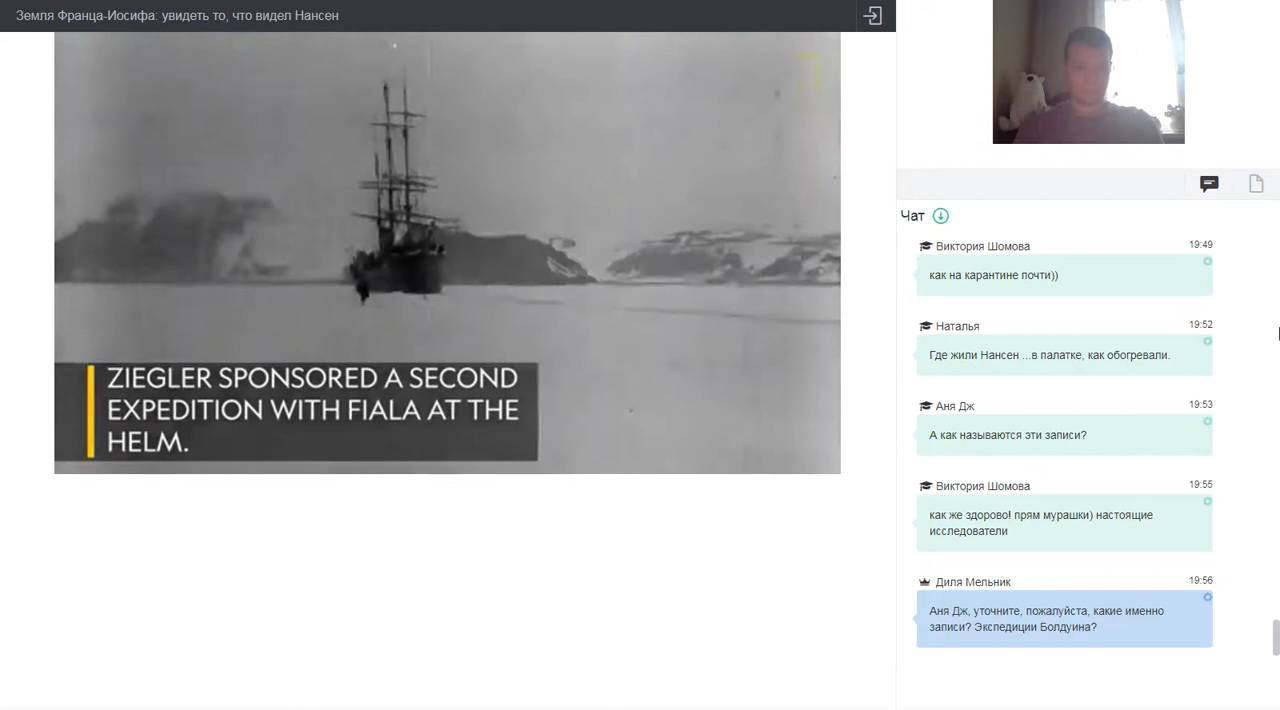 Земля Франца-Иосифа: увидеть то, что видел Нансен
ZIEGLER SPONSORED A SECOND
EXPEDITION WITH FIALA AT THE
HELM.
Чат
Виктория Шомова 19:49
как на карантине почти))
Наталья 19:52
Где жили Нансен ...в палатке, как обогревали.
Аня Дж 19:53
А как называются эти записи?
Виктория Шомова 19:55
как же здорово! прям мурашки) настоящие
исследователи
Диля Мельник 19:56
Аня Дж, уточните, пожалуйста, какие именно
записи? Экспедиции Болдуина?